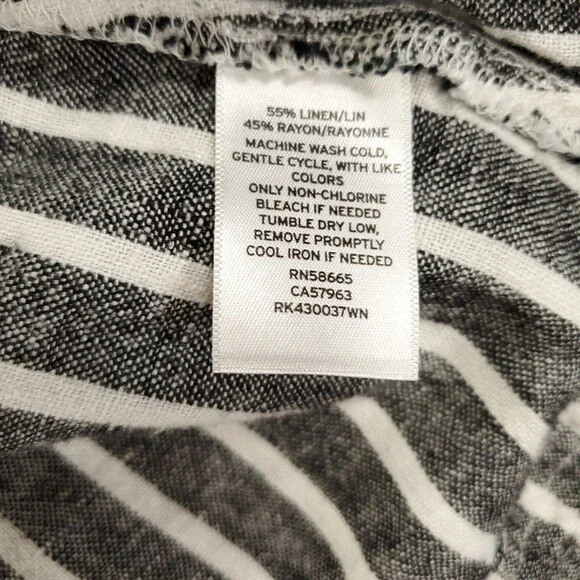 55% LINEN/LIN
45% RAYON/RAYONNE
MACHINE WASH COLD,
GENTLE CYCLE, WITH LIKE
COLORS
ONLY NON-CHLORINE
BLEACH IF NEEDED
TUMBLE DRY LOW,
REMOVE PROMPTLY
COOL IRON IF NEEDED
RN58665
CA57963
RK430037WN